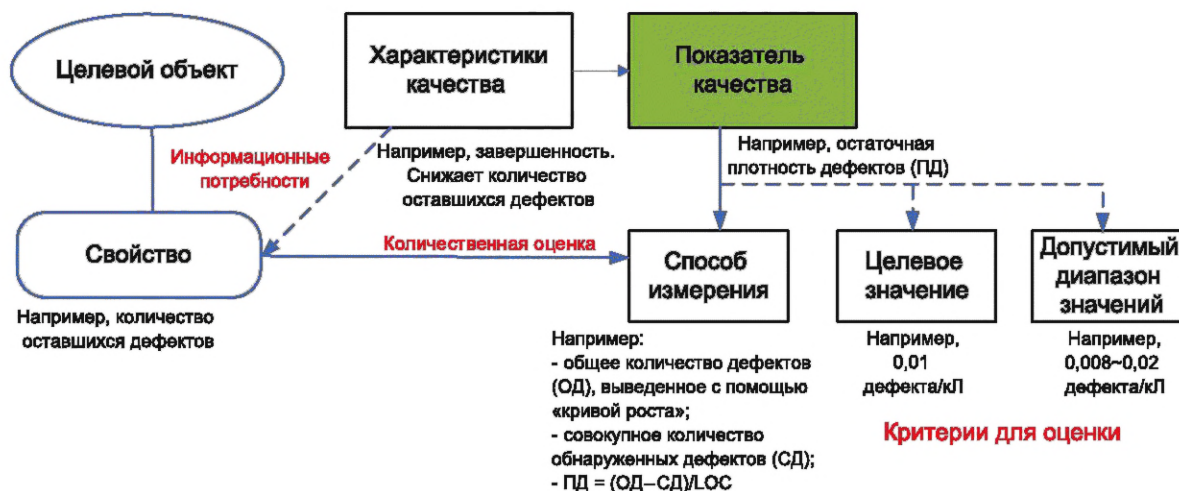 Целевой объект
Характеристики
качества
Показатель
качества
Информационные
потребности
Например, завершенность.
Снижает количество
оставшихся дефектов
Например, остаточная
плотность дефектов (ПД)
Свойство
Количественная оценка
Способ
измерения
Целевое
значение
Допустимый
диапазон
значений
Например, количество
оставшихся дефектов
Например:
- общее количество дефектов
(ОД), выведенное с помощью
«кривой роста»;
- совокупное количество
обнаруженных дефектов (СД);
- ПД = (ОД–СД)/LOC
Например,
0,01
дефекта/кЛ
Например,
0,008~0,02
дефекта/кЛ
Критерии для оценки